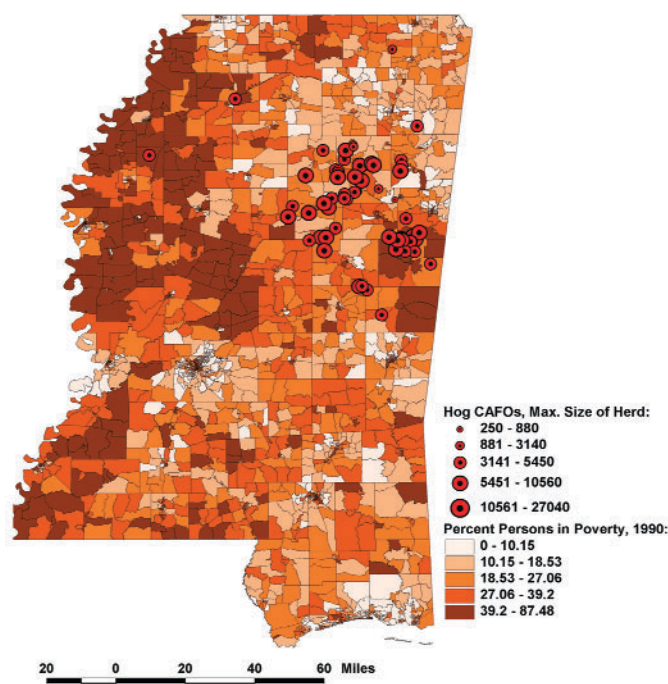 Hog CAFOs, Max. Size of Herd:
250 - 880
881 - 3140
3141 - 5450
5451 - 10560
10561 - 27040
Percent Persons in Poverty, 1990:
0 - 10.15
10.15 - 18.53
18.53 - 27.06
27.06 - 39.2
39.2 - 87.48
20 0 20 40 60 Miles